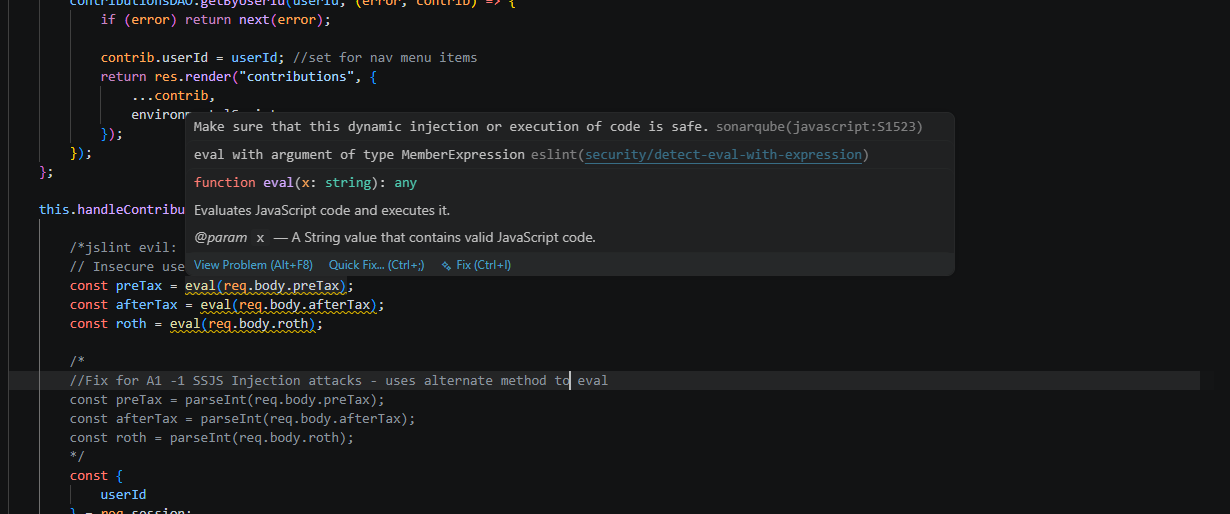 contributionsDAO.getByUserId(userId, (error, contrib) => {
if (error) return next(error);
contrib.userId = userId; //set for nav menu items
return res.render("contributions", {
...contrib,
environ
});
});
};
Make sure that this dynamic injection or execution of code is safe. sonarqube(javascript:S1523)
eval with argument of type MemberExpression eslint(security/detect-eval-with-expression)
function eval(x: string): any
Evaluates JavaScript code and executes it.
@param x — A String value that contains valid JavaScript code.
View Problem (Alt+F8) Quick Fix... (Ctrl+;) Fix (Ctrl+I)
this.handleContribu
/*jslint evil:
// Insecure use
const preTax = eval(req.body.preTax);
const afterTax = eval(req.body.afterTax);
const roth = eval(req.body.roth);
/*
//Fix for A1 -1 SSJS Injection attacks - uses alternate method to eval
const preTax = parseInt(req.body.preTax);
const afterTax = parseInt(req.body.afterTax);
const roth = parseInt(req.body.roth);
*/
const {
userId
} = req.session;